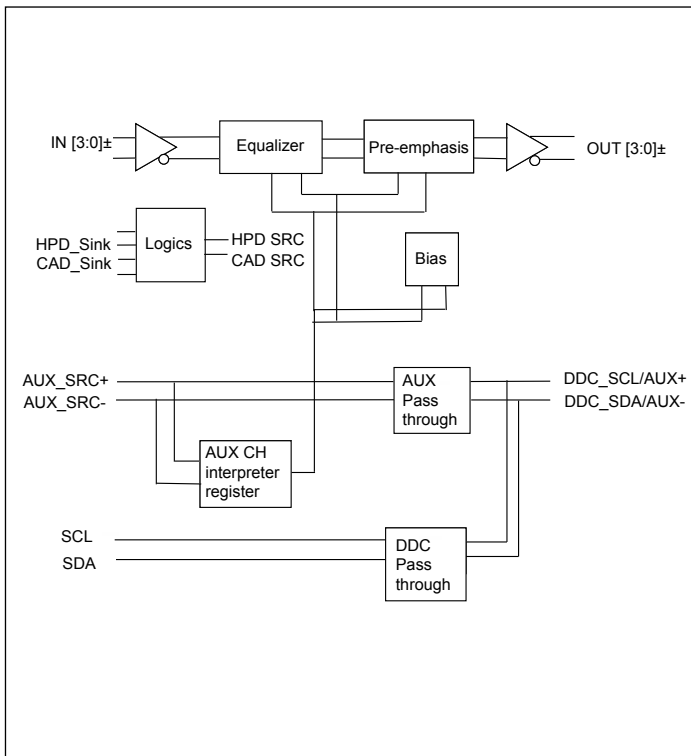 IN [3:0]±
Equalizer
Pre-emphasis
OUT [3:0]±
HPD_Sink
CAD_Sink
Logics
HPD SRC
CAD SRC
Bias
AUX_SRC+
AUX_SRC-
AUX
Pass
through
DDC_SCL/AUX+
DDC_SDA/AUX-
AUX CH
interpreter
register
SCL
SDA
DDC
Pass
through